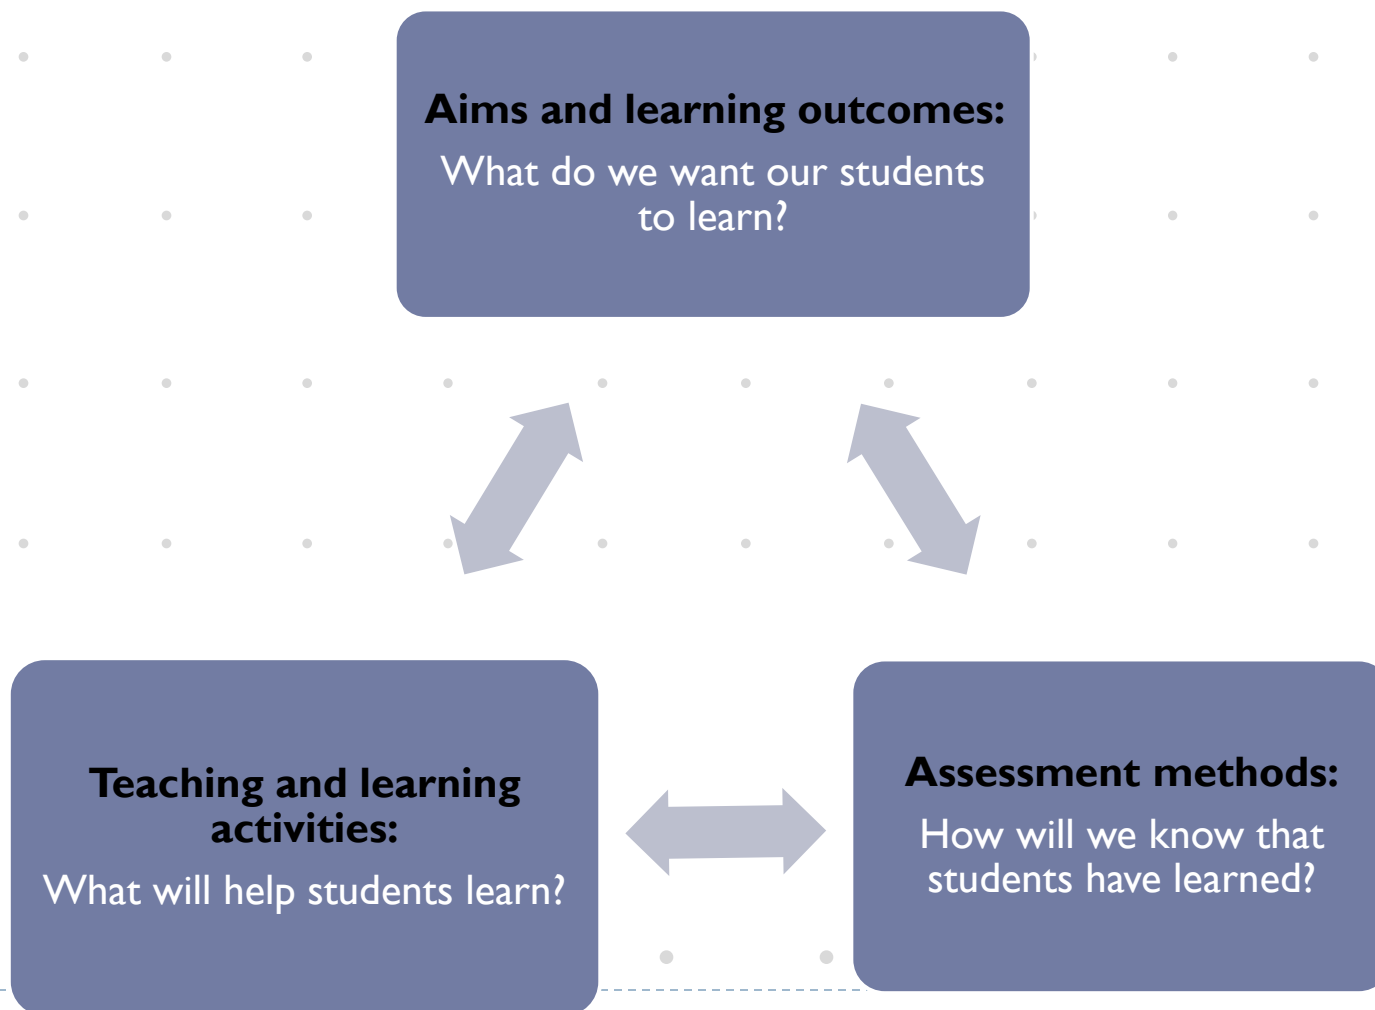 Aims and learning outcomes:
What do we want our students
to learn?
Teaching and learning
activities:
What will help students learn?
Assessment methods:
How will we know that
students have learned?